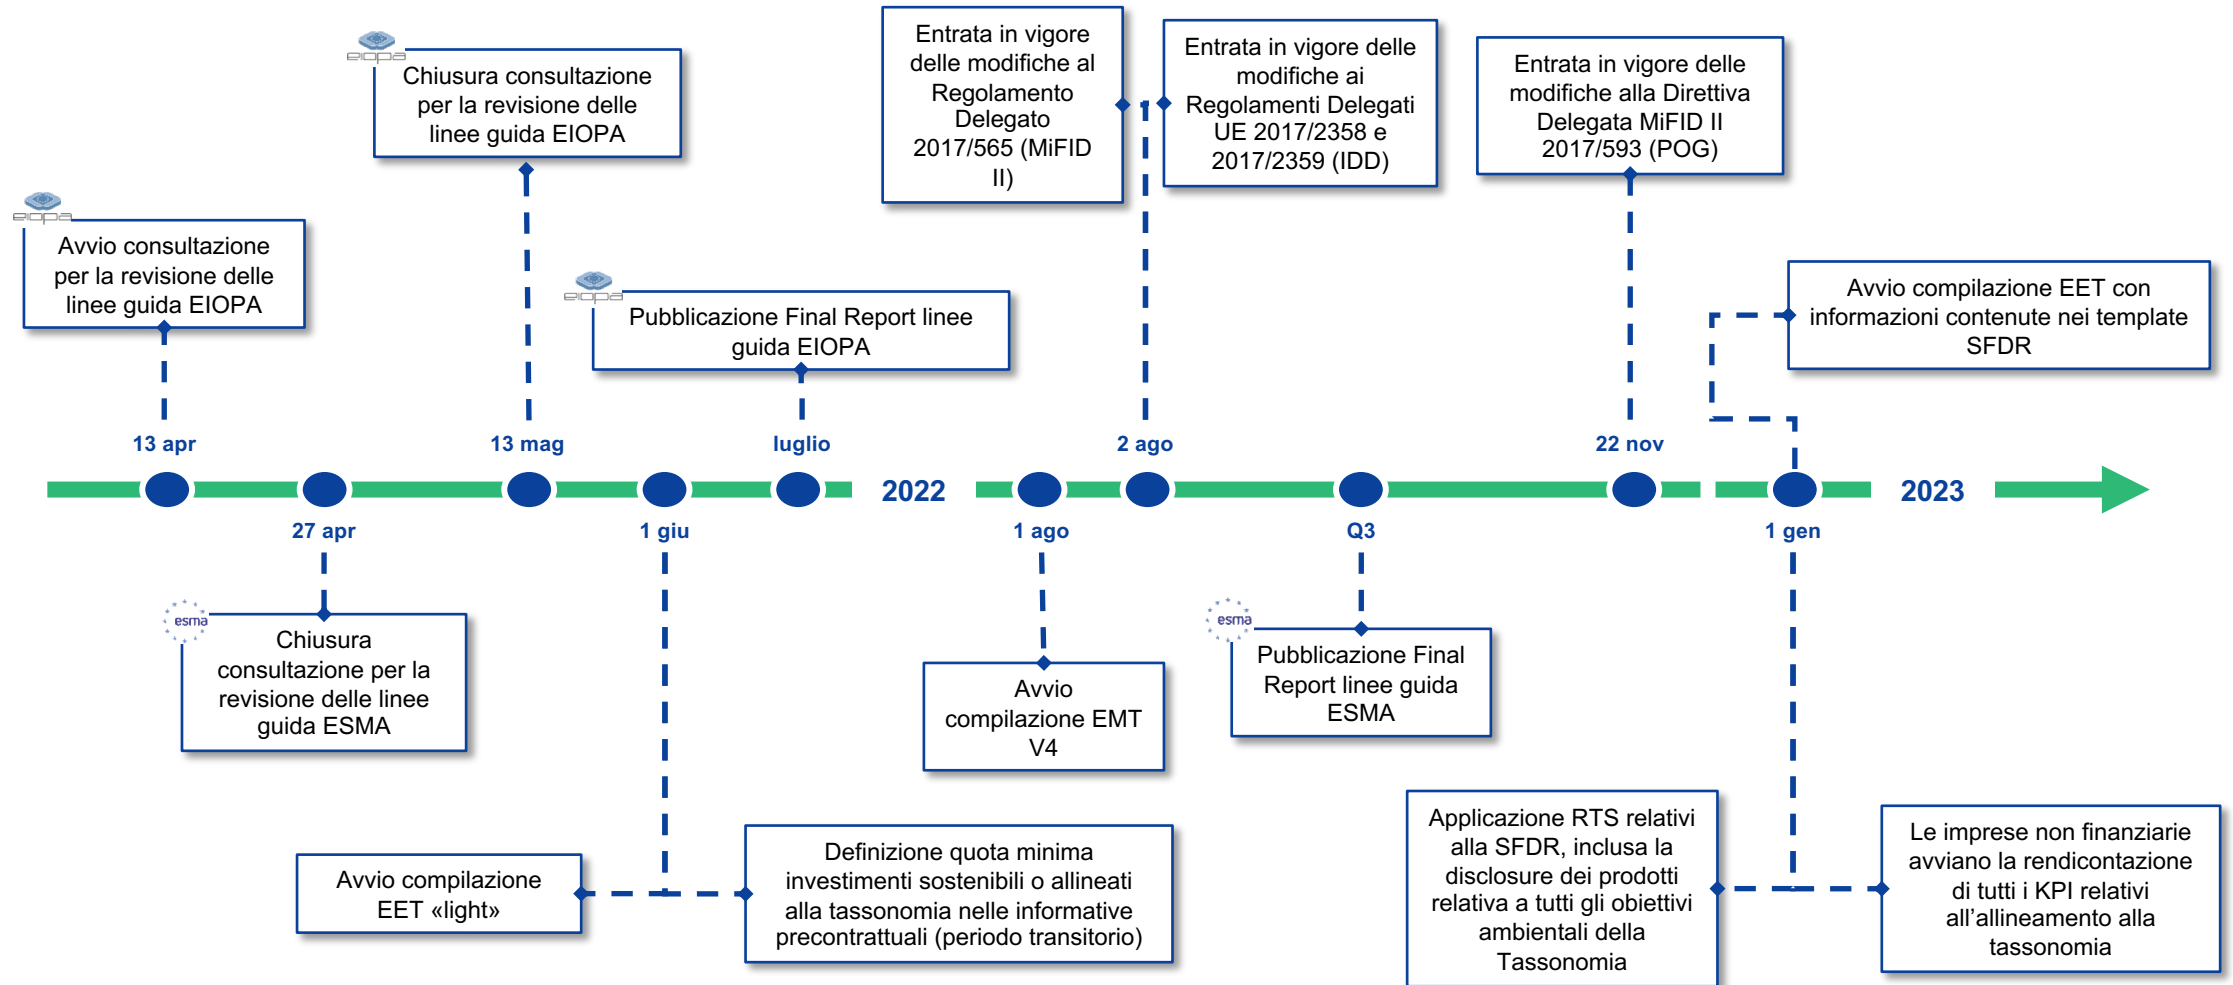 eiopa
Chiusura consultazione
per la revisione delle
linee guida EIOPA
Entrata in vigore
delle modifiche al
Regolamento
Delegato
2017/565 (MiFID
II)
Entrata in vigore delle
modifiche ai
Regolamenti Delegati
UE 2017/2358 e
2017/2359 (IDD)
Entrata in vigore delle
modifiche alla Direttiva
Delegata MiFID II
2017/593 (POG)
eiopa
Avvio consultazione
per la revisione delle
linee guida EIOPA
eiopa
Pubblicazione Final Report linee
guida EIOPA
Avvio compilazione EET con
informazioni contenute nei template
SFDR
13 apr
13 mag
luglio
2 ago
22 nov
2022
2023
27 apr
1 giu
1 ago
Q3
1 gen
esma
Chiusura
consultazione per la
revisione delle linee
guida ESMA
Avvio
compilazione EMT
V4
esma
Pubblicazione Final
Report linee guida
ESMA
Avvio compilazione
EET «light»
Definizione quota minima
investimenti sostenibili o allineati
alla tassonomia nelle informative
precontrattuali (periodo transitorio)
Applicazione RTS relativi
alla SFDR, inclusa la
disclosure dei prodotti
relativa a tutti gli obiettivi
ambientali della
Tassonomia
Le imprese non finanziarie
avviano la rendicontazione
di tutti i KPI relativi
all’allineamento alla
tassonomia